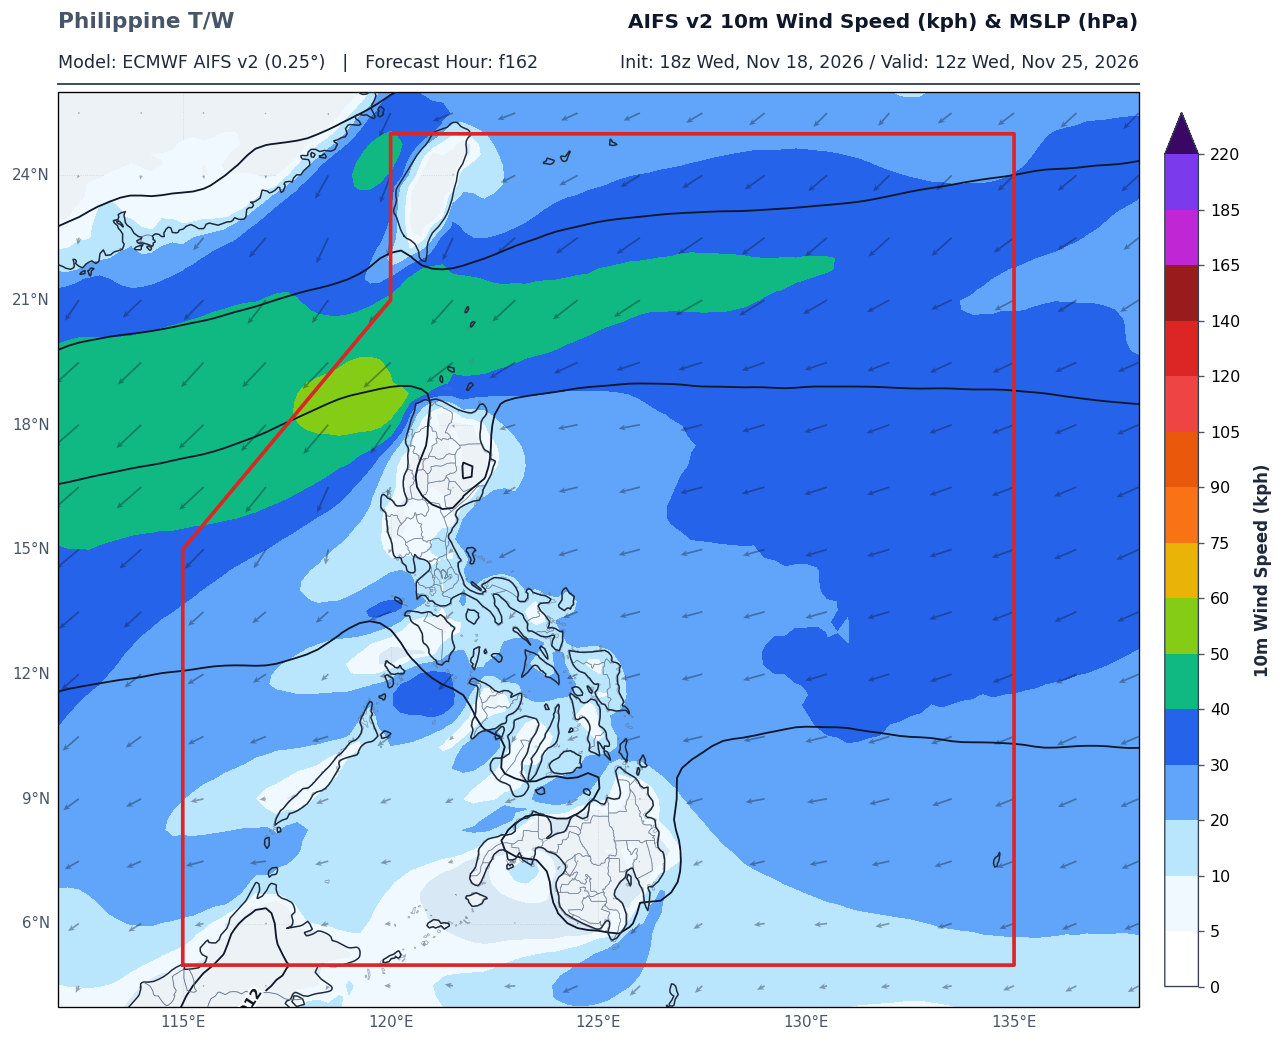 Philippine T/W
AIFS v2 10m Wind Speed (kph) & MSLP (hPa)
Model: ECMWF AIFS v2 (0.25°) | Forecast Hour: f162
Init: 18z Wed, Nov 18, 2026 / Valid: 12z Wed, Nov 25, 2026
24°N
21°N
18°N
15°N
12°N
9°N
6°N
115°E
120°E
125°E
130°E
135°E
220
185
165
140
120
105
90
75
60
50
40
30
20
10
5
0
10m Wind Speed (kph)